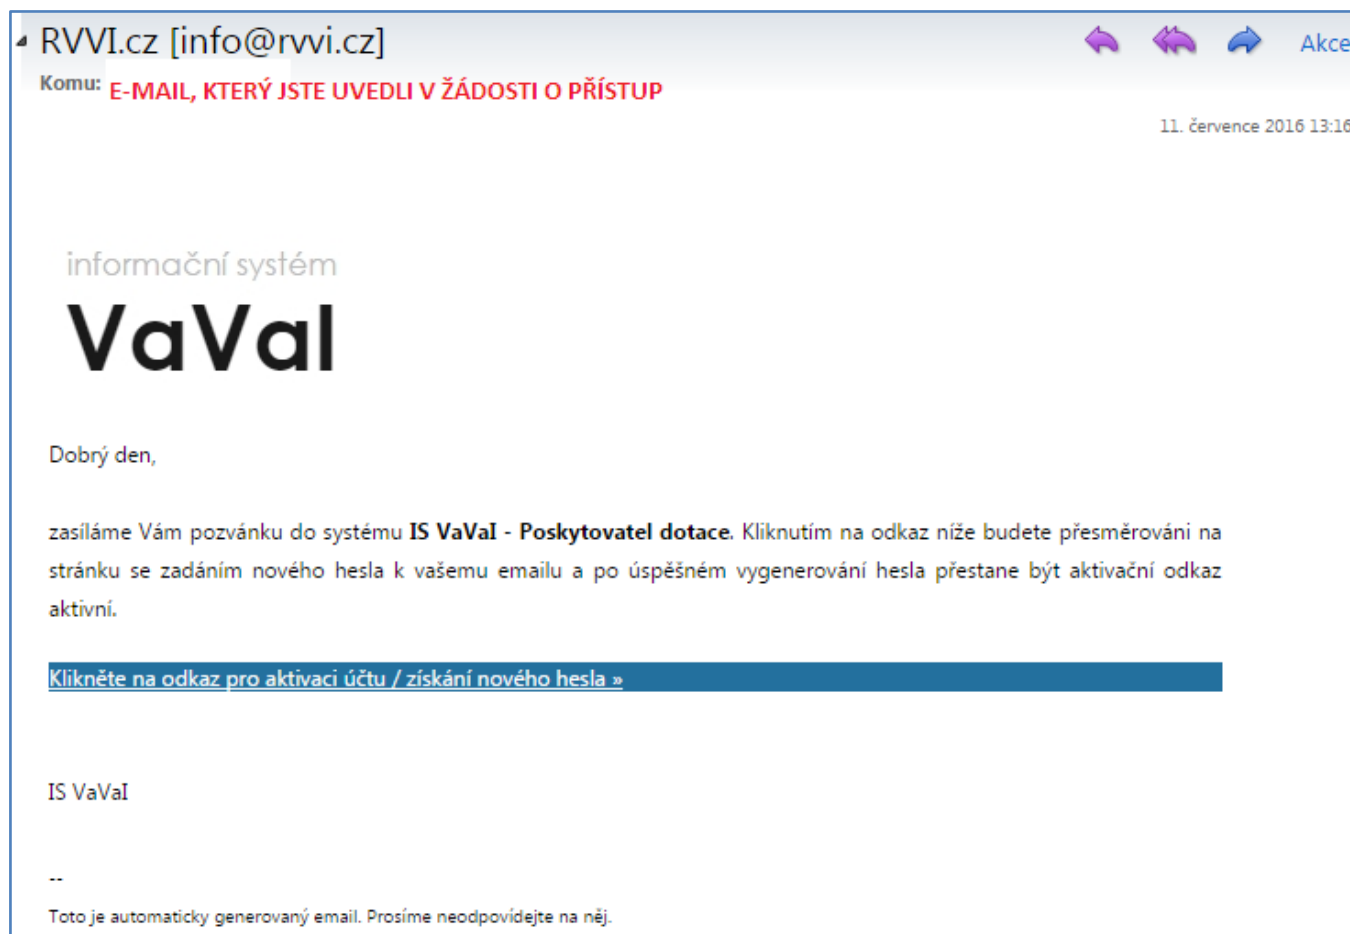 RVVI.cz [info@rvvi.cz]
Akce
Komu: E-MAIL, KTERÝ JSTE UVEDLI V ŽÁDOSTI O PŘÍSTUP
11. července 2016 13:16
informační systém
VaVaI
Dobrý den,
zasíláme Vám pozvánku do systému IS VaVaI - Poskytovatel dotace. Kliknutím na odkaz níže budete přesměrováni na
stránku se zadáním nového hesla k vašemu emailu a po úspěšném vygenerování hesla přestane být aktivační odkaz
aktivní.
Klikněte na odkaz pro aktivaci účtu / získání nového hesla »
IS VaVaI
--
Toto je automaticky generovaný email. Prosíme neodpovídejte na něj.